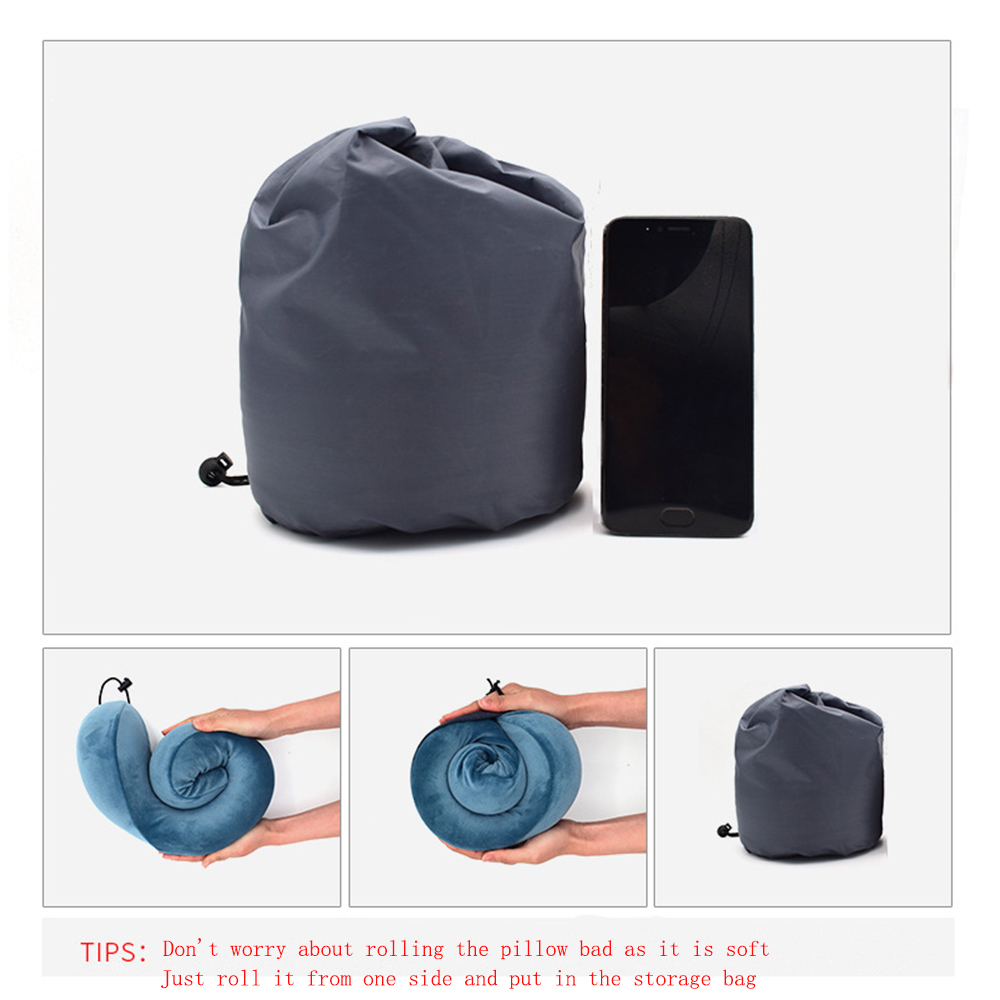 TIPS: Don't worry about rolling the pillow bad as it is soft
Just roll it from one side and put in the storage bag